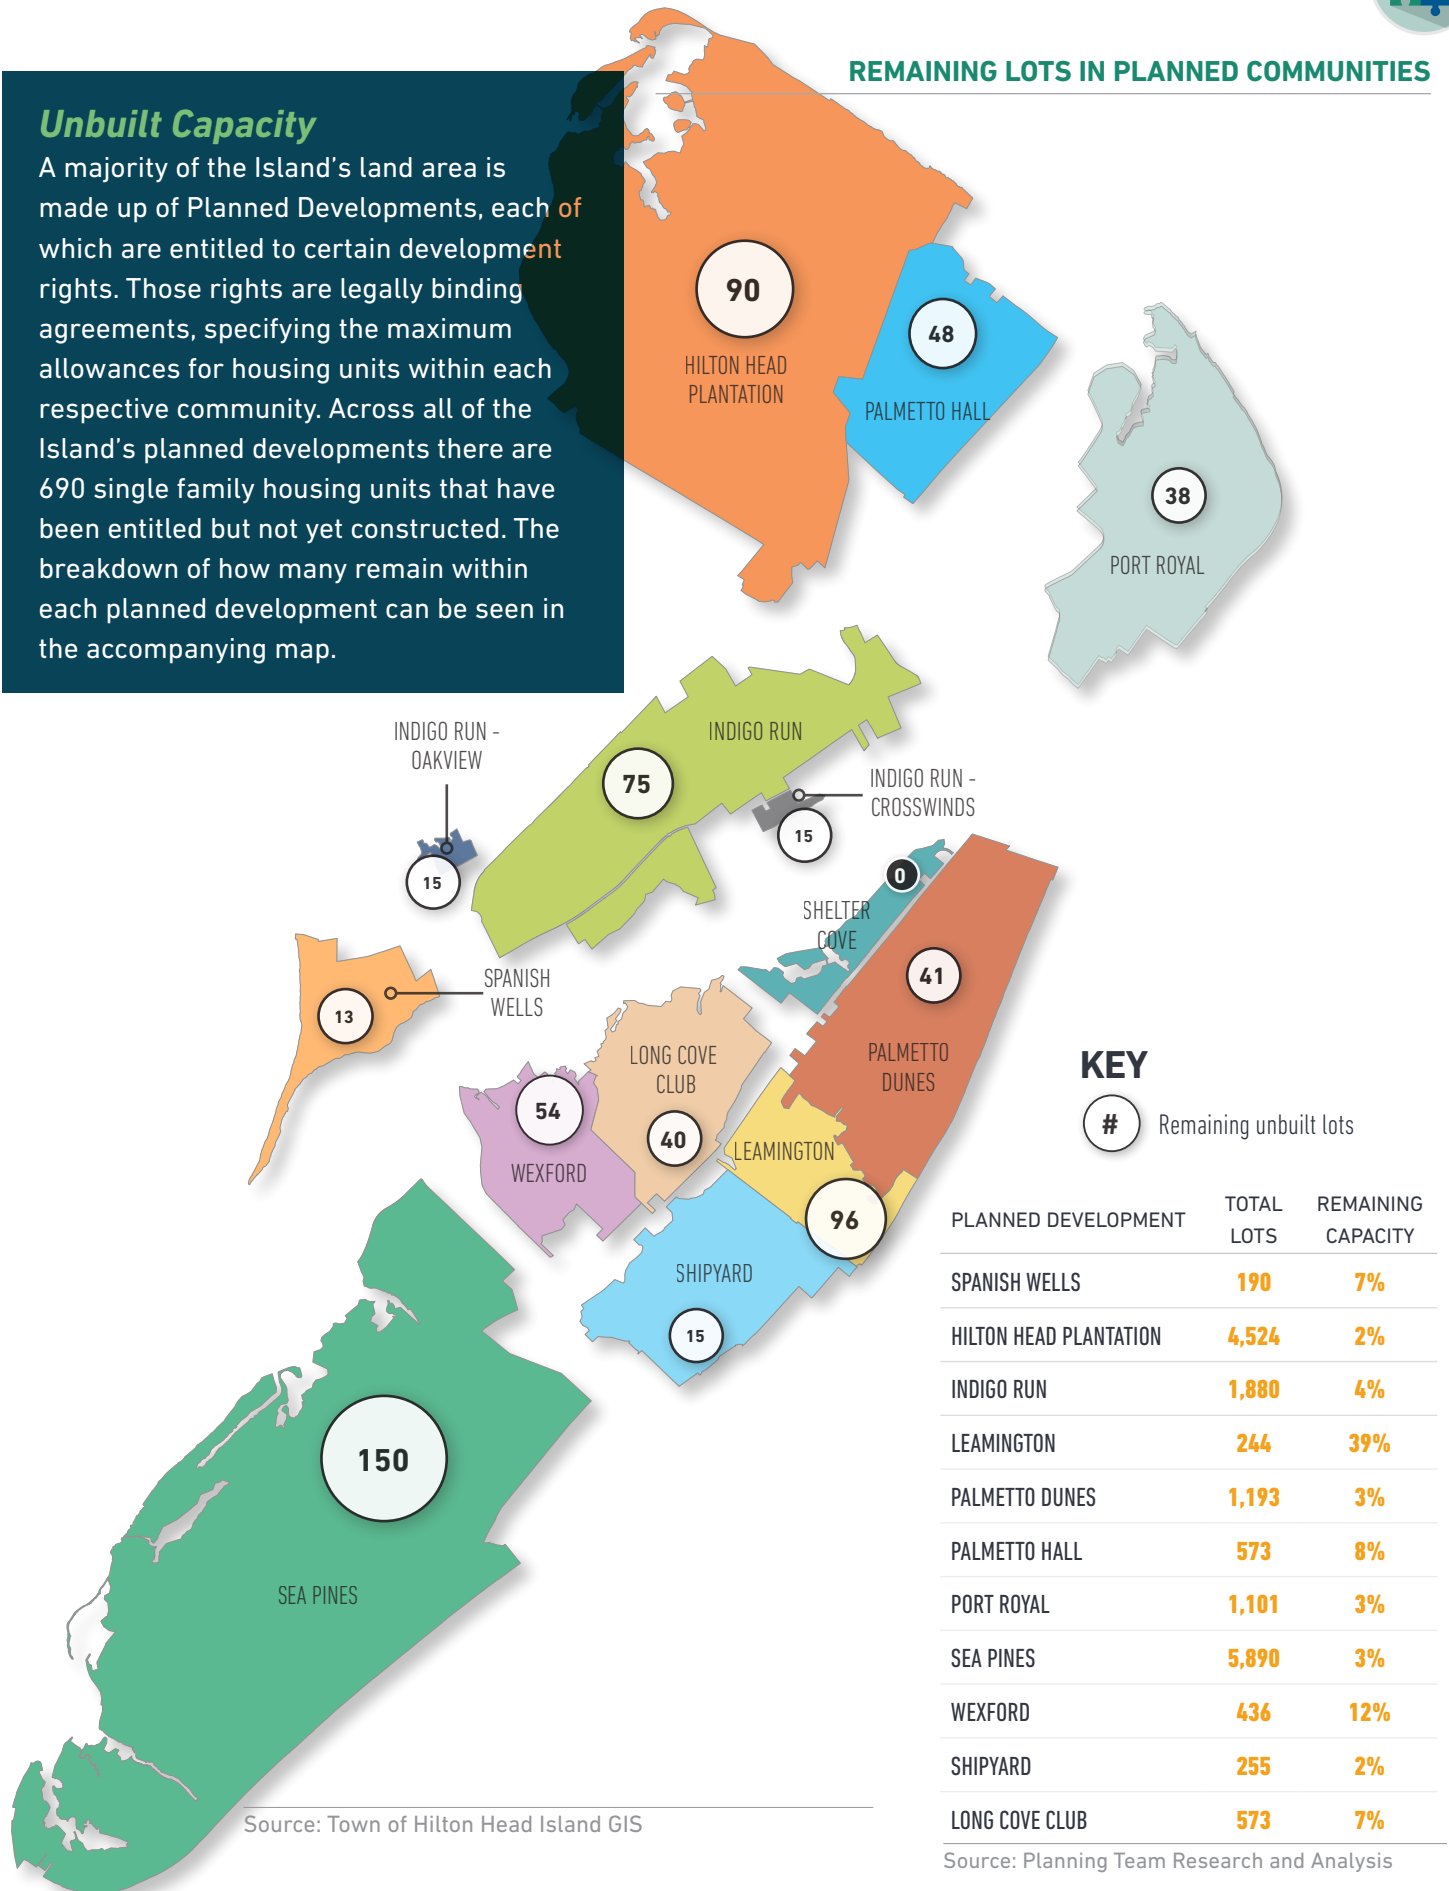 REMAINING LOTS IN PLANNED COMMUNITIES
Unbuilt Capacity
A majority of the Island's land area is
made up of Planned Developments, each of
which are entitled to certain development
rights. Those rights are legally binding
agreements, specifying the maximum
allowances for housing units within each
respective community. Across all of the
Island's planned developments there are
690 single family housing units that have
been entitled but not yet constructed. The
breakdown of how many remain within
each planned development can be seen in
the accompanying map.
90
HILTON HEAD
PLANTATION
48
PALMETTO HALL
38
PORT ROYAL
INDIGO RUN -
OAKVIEW
15
INDIGO RUN
75
INDIGO RUN -
CROSSWINDS
15
0
SHELTER
COVE
41
PALMETTO
DUNES
SPANISH
WELLS
13
LONG COVE
CLUB
40
54
WEXFORD
LEAMINGTON
96
SHIPYARD
15
150
SEA PINES
KEY
# Remaining unbuilt lots
PLANNED DEVELOPMENT TOTAL LOTS REMAINING CAPACITY
SPANISH WELLS 190 7%
HILTON HEAD PLANTATION 4,524 2%
INDIGO RUN 1,880 4%
LEAMINGTON 244 39%
PALMETTO DUNES 1,193 3%
PALMETTO HALL 573 8%
PORT ROYAL 1,101 3%
SEA PINES 5,890 3%
WEXFORD 436 12%
SHIPYARD 255 2%
LONG COVE CLUB 573 7%
Source: Town of Hilton Head Island GIS
Source: Planning Team Research and Analysis